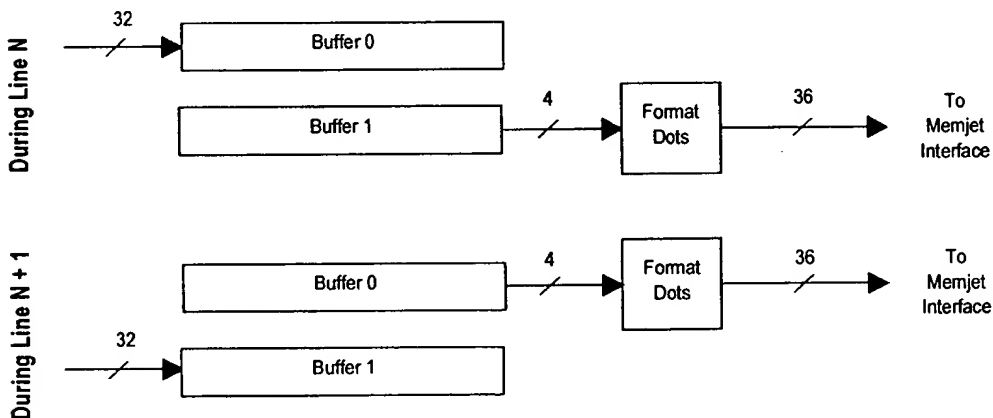 During Line N
32
Buffer 0
Buffer 1
4
Format
Dots
36
To
Memjet
Interface
During Line N + 1
Buffer 0
4
Format
Dots
36
To
Memjet
Interface
32
Buffer 1